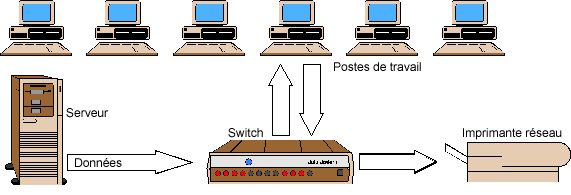 Postes de travail
Serveur
Switch
Imprimante réseau
Données